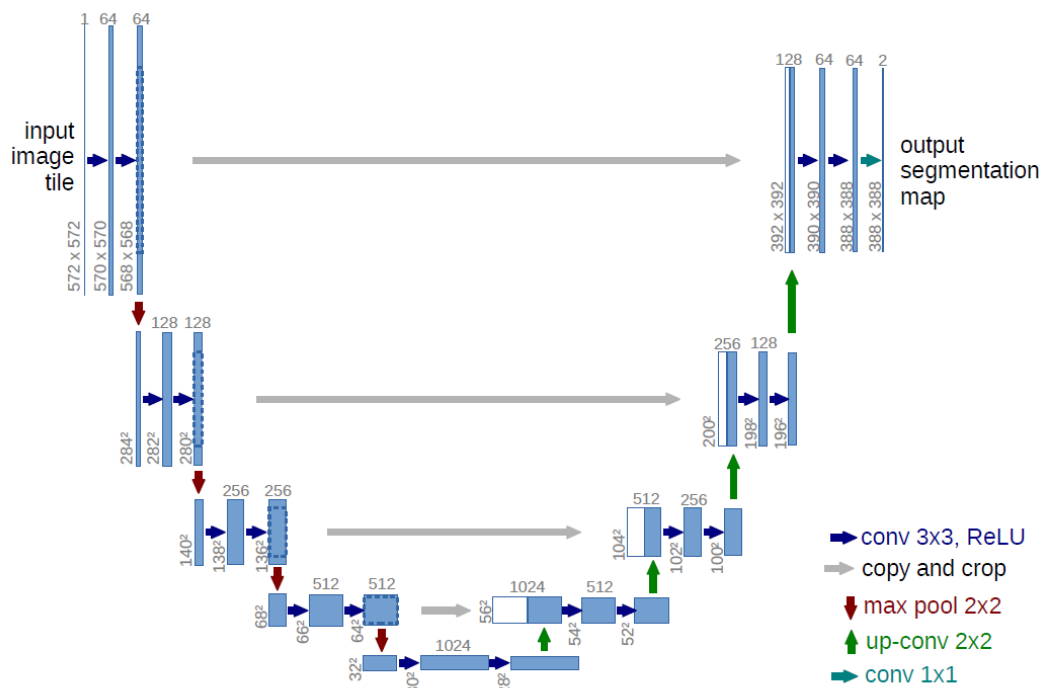 1 64 64
input
image
tile
572 x 572
570 x 570
568 x 568
128 64 64 2
392 x 392
390 x 390
388 x 388
388 x 388
output
segmentation
map
128 128
284²
282²
280²
256 128
200²
198²
196²
256 256
140²
138²
136²
512 256
104²
102²
100²
512 512
68²
66²
64²
1024 512
56²
54²
52²
1024
32²
conv 3x3, ReLU
copy and crop
max pool 2x2
up-conv 2x2
conv 1x1